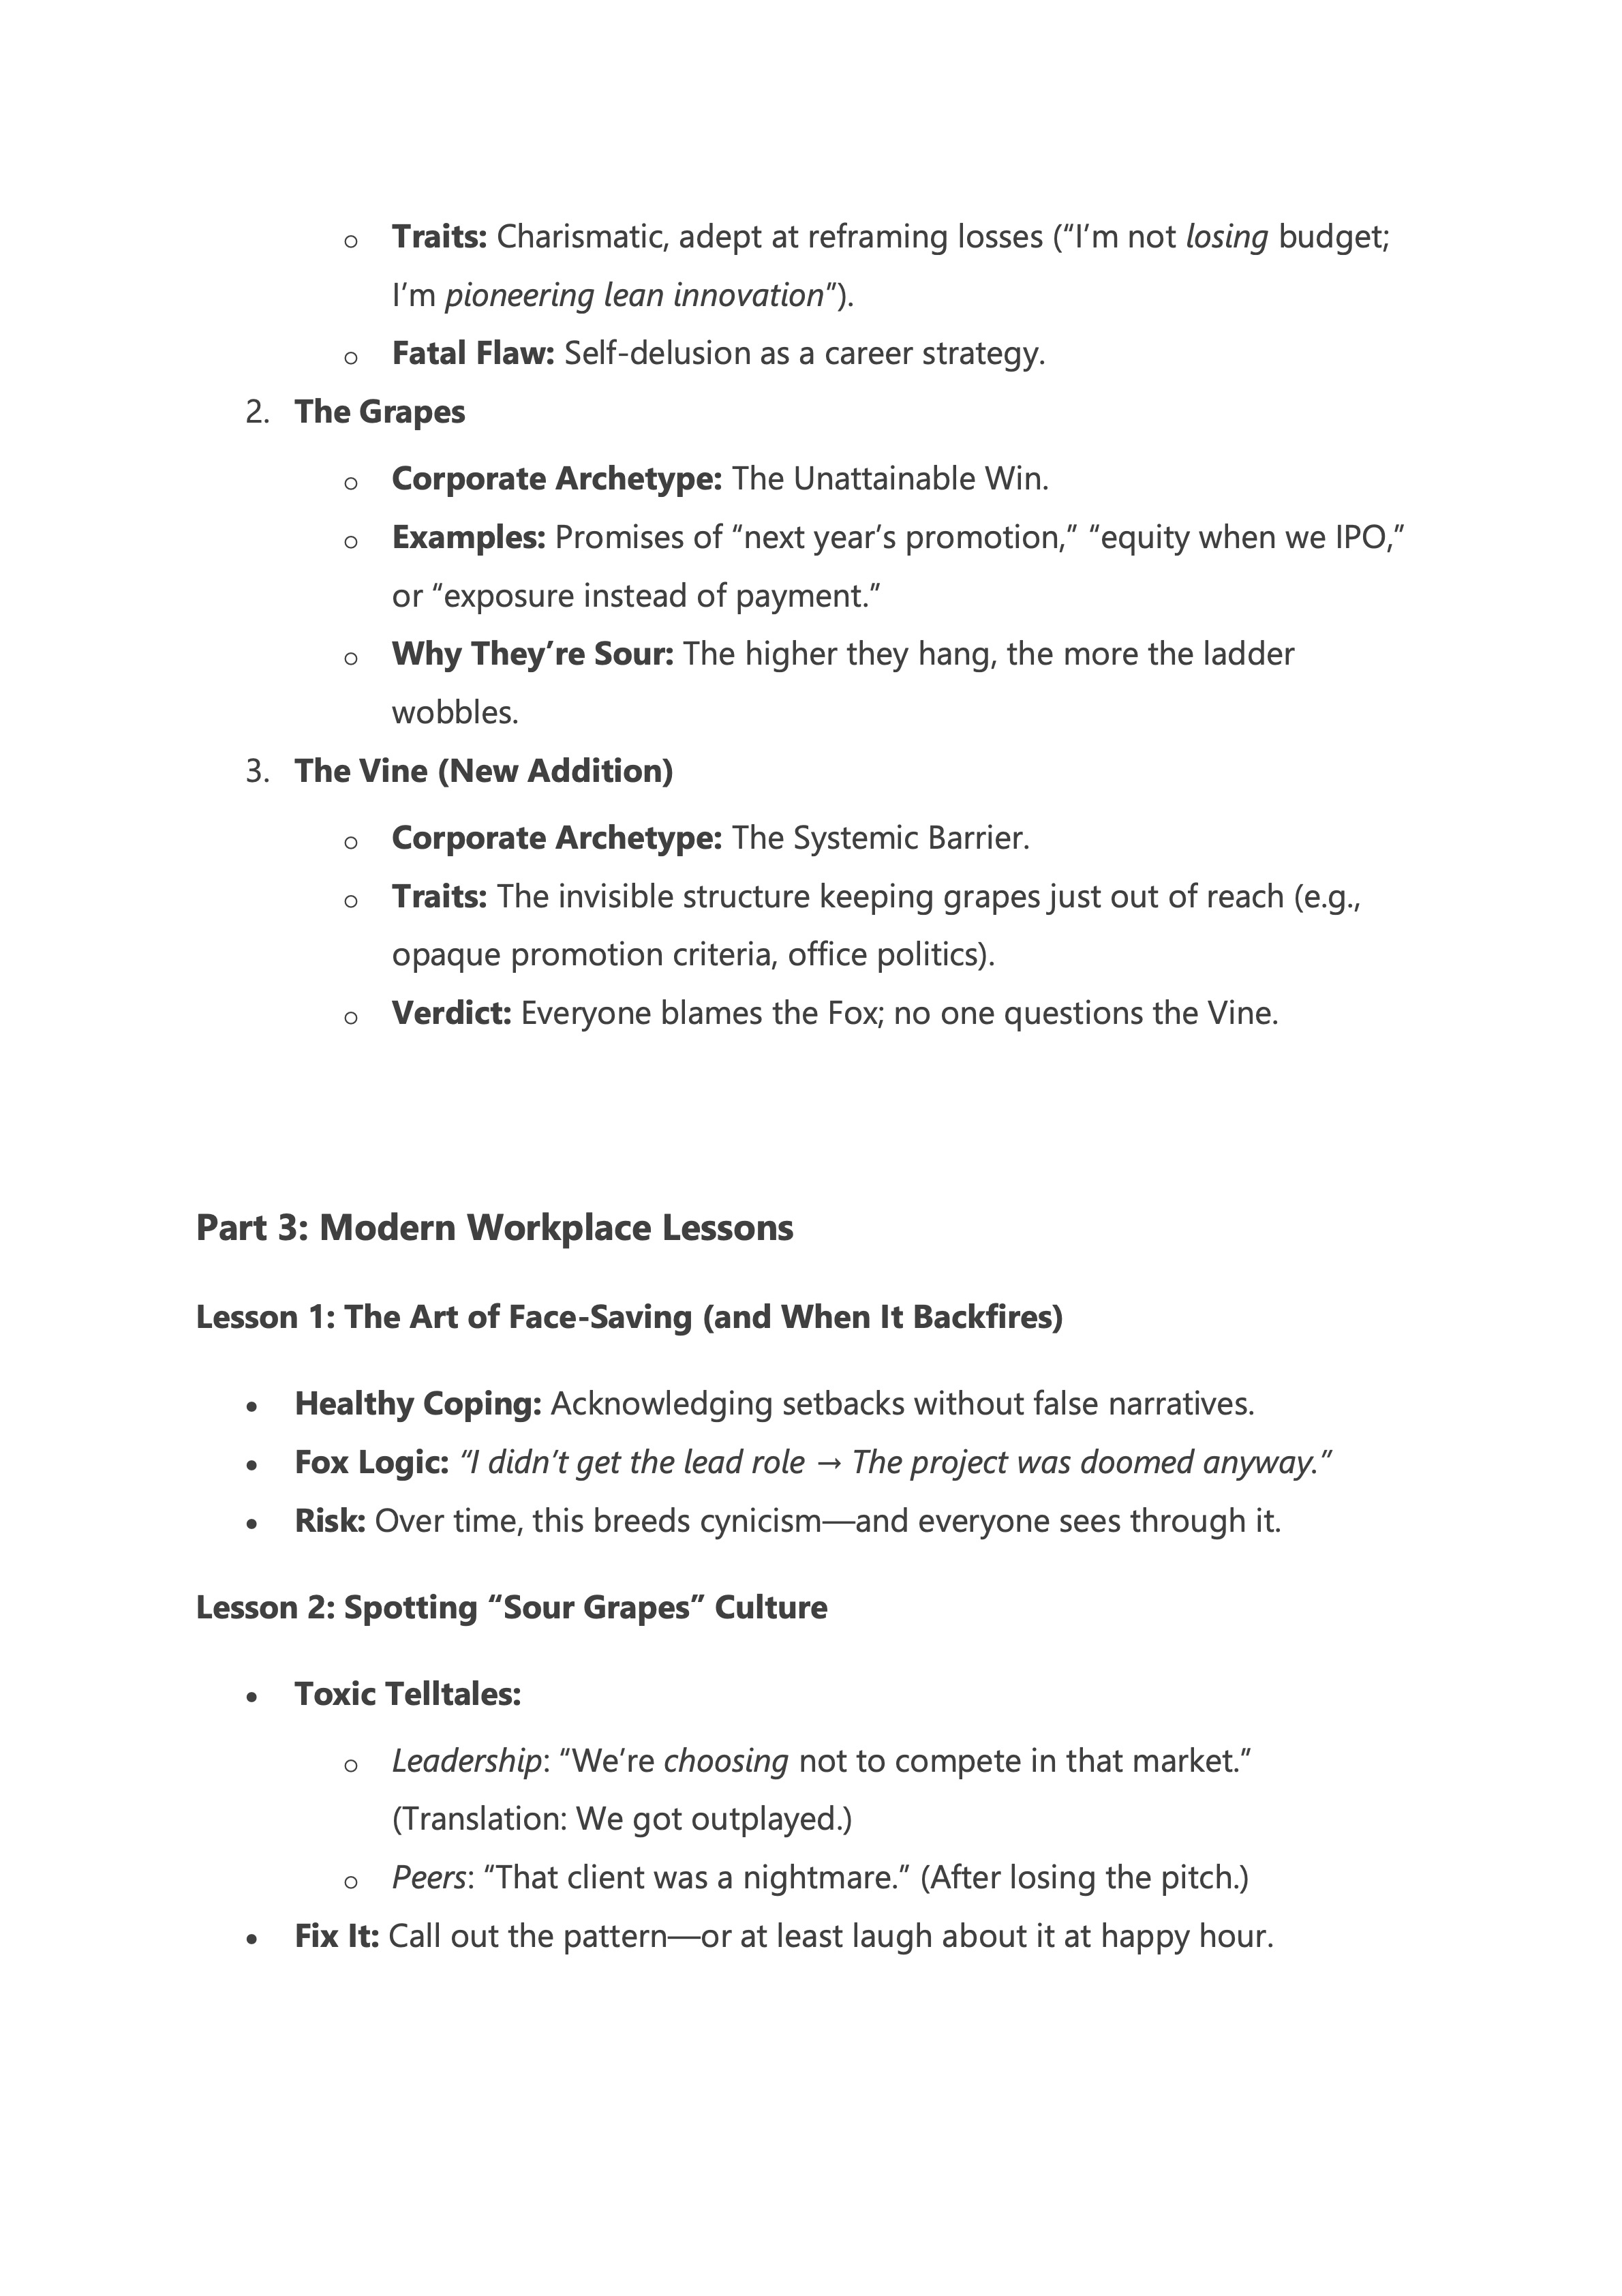 ○ Traits: Charismatic, adept at reframing losses (“I’m not losing budget;
I’m pioneering lean innovation”).
○ Fatal Flaw: Self-delusion as a career strategy.
2. The Grapes
○ Corporate Archetype: The Unattainable Win.
○ Examples: Promises of “next year’s promotion,” “equity when we IPO,”
or “exposure instead of payment.”
○ Why They’re Sour: The higher they hang, the more the ladder
wobbles.
3. The Vine (New Addition)
○ Corporate Archetype: The Systemic Barrier.
○ Traits: The invisible structure keeping grapes just out of reach (e.g.,
opaque promotion criteria, office politics).
○ Verdict: Everyone blames the Fox; no one questions the Vine.
Part 3: Modern Workplace Lessons
Lesson 1: The Art of Face-Saving (and When It Backfires)
• Healthy Coping: Acknowledging setbacks without false narratives.
• Fox Logic: “I didn’t get the lead role → The project was doomed anyway.”
• Risk: Over time, this breeds cynicism—and everyone sees through it.
Lesson 2: Spotting “Sour Grapes” Culture
• Toxic Telltales:
○ Leadership: “We’re choosing not to compete in that market.”
(Translation: We got outplayed.)
○ Peers: “That client was a nightmare.” (After losing the pitch.)
• Fix It: Call out the pattern—or at least laugh about it at happy hour.